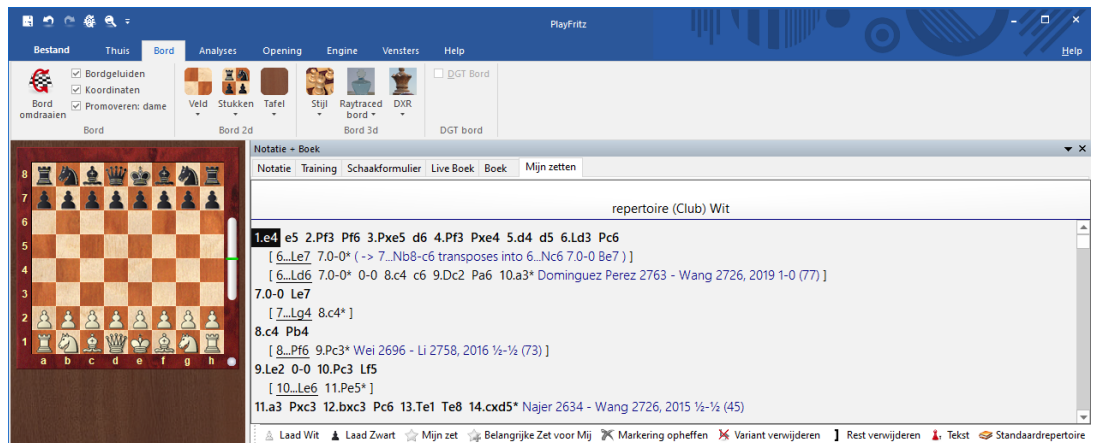 PlayFritz
Bestand Thuis Bord Analyses Opening Engine Vensters Help Help
Bord omdraaien
Bordgeluiden
Koordinaten
Promoveren: dame
Bord
Veld Stukken Tafel
Bord 2d
Stijl Raytraced bord DXR
Bord 3d
DGT Bord
DGT bord
Notatie + Boek
Notatie Training Schaakformulier Live Boek Boek Mijn zetten
repertoire (Club) Wit
1.e4 e5 2.Pf3 Pf6 3.Pxe5 d6 4.Pf3 Pxe4 5.d4 d5 6.Ld3 Pc6
[ 6...Le7 7.0-0* ( -> 7...Nb8-c6 transposes into 6...Nc6 7.0-0 Be7 ) ]
[ 6...Ld6 7.0-0* 0-0 8.c4 c6 9.Dc2 Pa6 10.a3* Dominguez Perez 2763 - Wang 2726, 2019 1-0 (77) ]
7.0-0 Le7
[ 7...Lg4 8.c4* ]
8.c4 Pb4
[ 8...Pf6 9.Pc3* Wei 2696 - Li 2758, 2016 ½-½ (73) ]
9.Le2 0-0 10.Pc3 Lf5
[ 10...Le6 11.Pe5* ]
11.a3 Pxc3 12.bxc3 Pc6 13.Te1 Te8 14.cxd5* Najer 2634 - Wang 2726, 2015 ½-½ (45)
8
7
6
5
4
3
2
1
a b c d e f g h
Laad Wit Laad Zwart Mijn zet Belangrijke Zet voor Mij Markering opheffen Variant verwijderen Rest verwijderen Tekst Standaardrepertoire